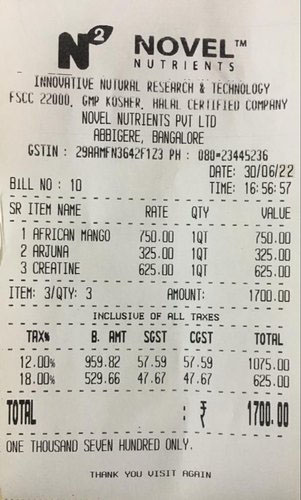 N²
NOVEL™
NUTRIENTS
INNOVATIVE NUTURAL RESEARCH & TECHNOLOGY
FSCC 22000, GMP KOSHER, HALAL CERTIFIED COMPANY
NOVEL NUTRIENTS PVT LTD
ABBIGERE, BANGALORE
GSTIN : 29AAMFN3642F1Z3 PH : 080*23445236
DATE: 30/06/22
BILL NO : 10 TIME: 16:56:57
SR ITEM NAME RATE QTY VALUE
1 AFRICAN MANGO 750.00 1QT 750.00
2 ARJUNA 325.00 1QT 325.00
3 CREATINE 625.00 1QT 625.00
ITEM: 3/QTY: 3 AMOUNT: 1700.00
INCLUSIVE OF ALL TAXES
TAX% B. AMT SGST CGST TOTAL
12.00% 959.82 57.59 57.59 1075.00
18.00% 529.66 47.67 47.67 625.00
TOTAL : ₹ 1700.00
ONE THOUSAND SEVEN HUNDRED ONLY.
THANK YOU VISIT AGAIN